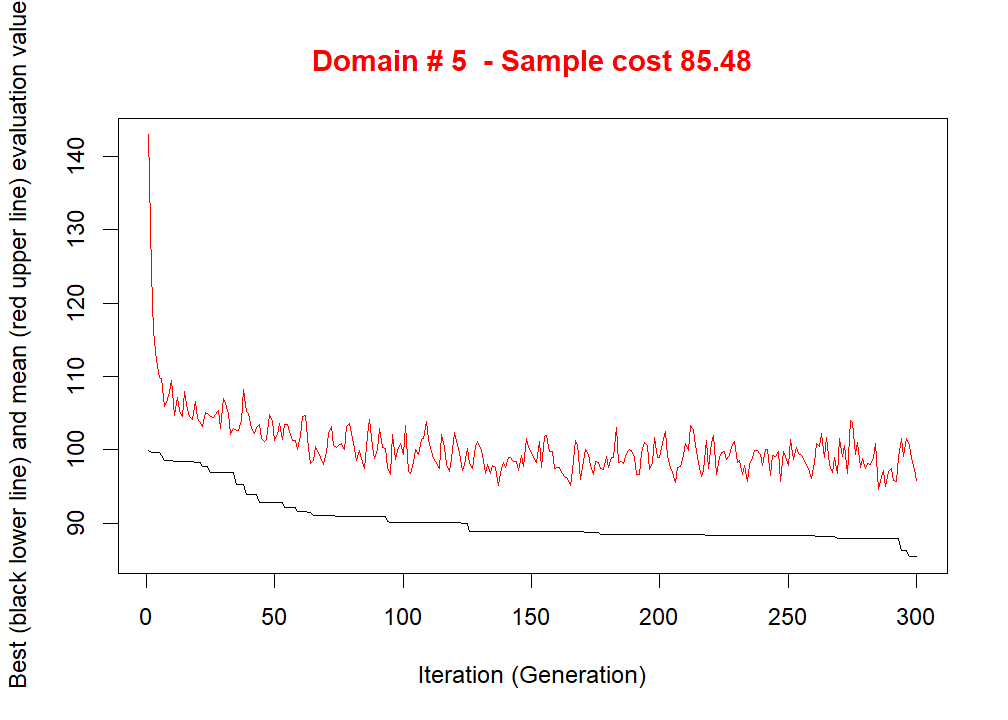 Domain # 5  - Sample cost 85.48
Best (black lower line) and mean (red upper line) evaluation value
140
130
120
110
100
90
0 50 100 150 200 250 300
Iteration (Generation)